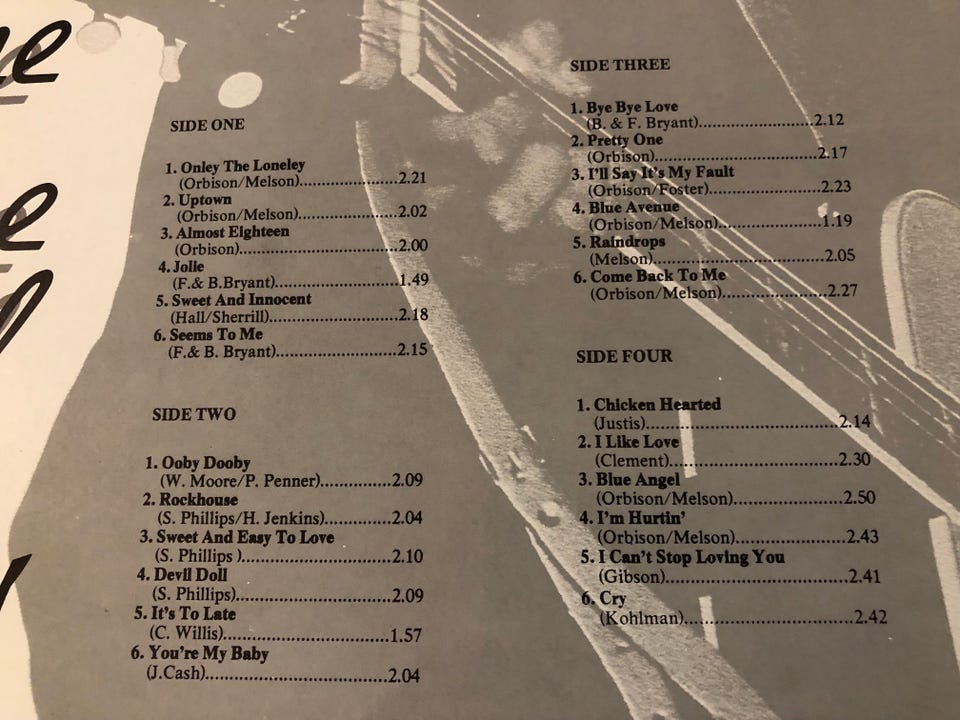 SIDE ONE
1. Onley The Loneley
(Orbison/Melson)..............................2.21
2. Uptown
(Orbison/Melson)..............................2.02
3. Almost Eighteen
(Orbison)..............................2.00
4. Jolie
(F.& B.Bryant)..............................1.49
5. Sweet And Innocent
(Hall/Sherrill)..............................2.18
6. Seems To Me
(F.& B. Bryant)..............................2.15
SIDE TWO
1. Ooby Dooby
(W. Moore/P. Penner)....................2.09
2. Rockhouse
(S. Phillips/H. Jenkins)....................2.04
3. Sweet And Easy To Love
(S. Phillips )..............................2.10
4. Devil Doll
(S. Phillips)..............................2.09
5. It's To Late
(C. Willis)..............................1.57
6. You're My Baby
(J.Cash)..............................2.04
SIDE THREE
1. Bye Bye Love
(B. & F. Bryant)..............................2.12
2. Pretty One
(Orbison)..............................2.17
3. I'll Say It's My Fault
(Orbison/Foster)..............................2.23
4. Blue Avenue
(Orbison/Melson)..............................1.19
5. Raindrops
(Melson)..............................2.05
6. Come Back To Me
(Orbison/Melson)..............................2.27
SIDE FOUR
1. Chicken Hearted
(Justis)..............................2.14
2. I Like Love
(Clement)..............................2.30
3. Blue Angel
(Orbison/Melson)..............................2.50
4. I'm Hurtin'
(Orbison/Melson)..............................2.43
5. I Can't Stop Loving You
(Gibson)..............................2.41
6. Cry
(Kohlman)..............................2.42